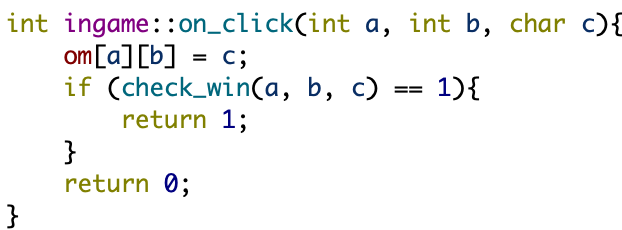 int ingame::on_click(int a, int b, char c){
    om[a][b] = c;
    if (check_win(a, b, c) == 1){
        return 1;
    }
    return 0;
}